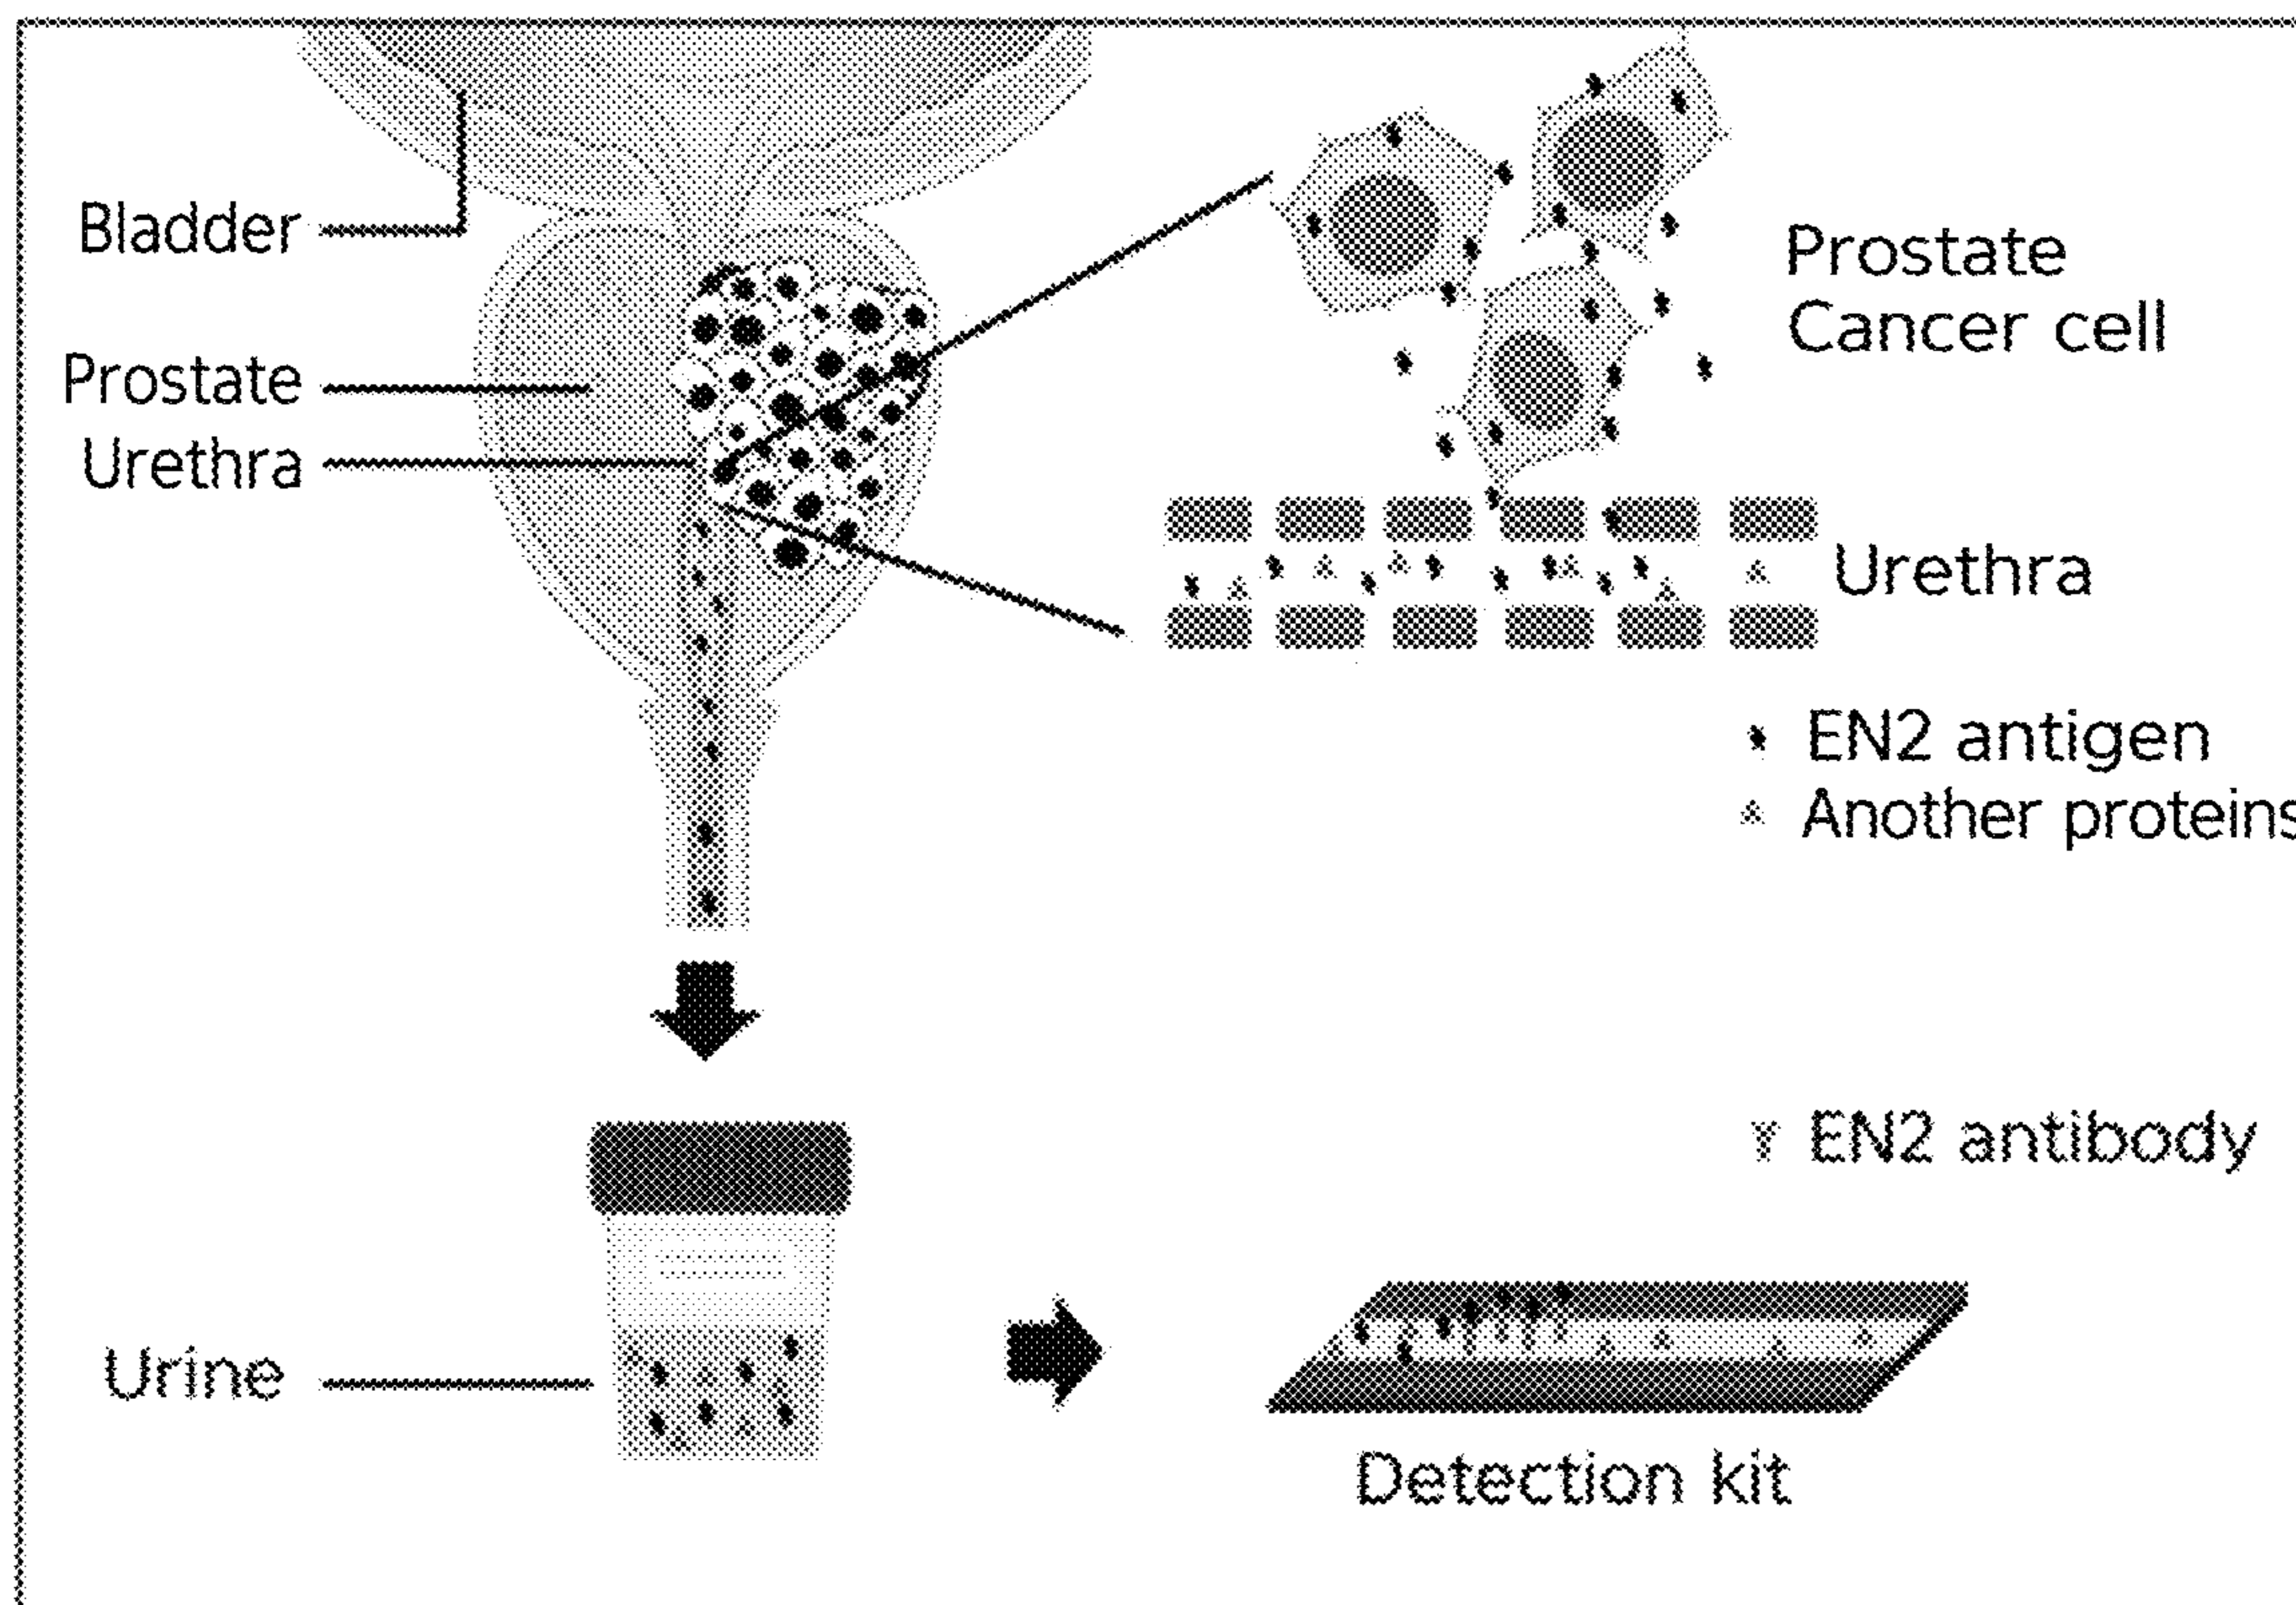 Bladder
Prostate
Urethra
Prostate
Cancer cell
Urethra
EN2 antigen
Another proteins
EN2 antibody
Urine
Detection kit